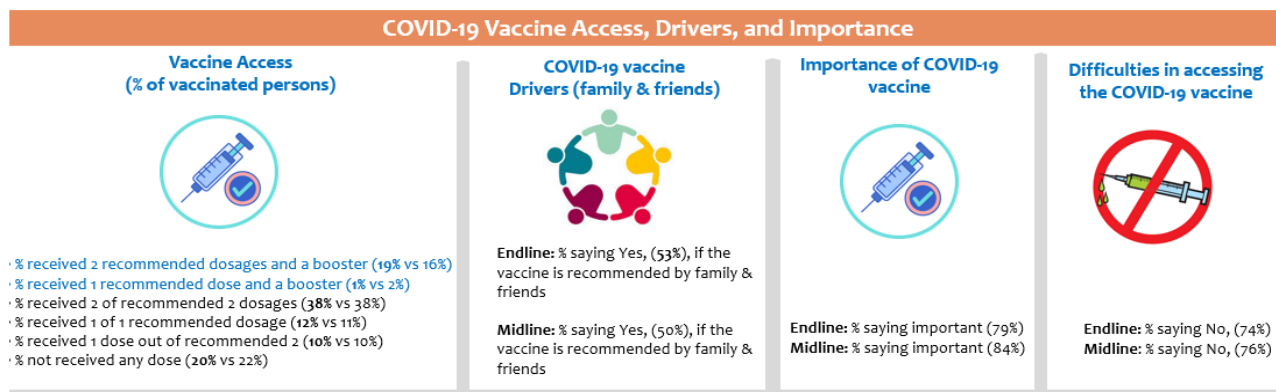 COVID-19 Vaccine Access, Drivers, and Importance
Vaccine Access
(% of vaccinated persons)
· % received 2 recommended dosages and a booster (19% vs 16%)
· % received 1 recommended dose and a booster (1% vs 2%)
· % received 2 of recommended 2 dosages (38% vs 38%)
· % received 1 of 1 recommended dosage (12% vs 11%)
· % received 1 dose out of recommended 2 (10% vs 10%)
· % not received any dose (20% vs 22%)
COVID-19 vaccine
Drivers (family & friends)
Endline: % saying Yes, (53%), if the
vaccine is recommended by family &
friends
Midline: % saying Yes, (50%), if the
vaccine is recommended by family &
friends
Importance of COVID-19
vaccine
Endline: % saying important (79%)
Midline: % saying important (84%)
Difficulties in accessing
the COVID-19 vaccine
Endline: % saying No, (74%)
Midline: % saying No, (76%)